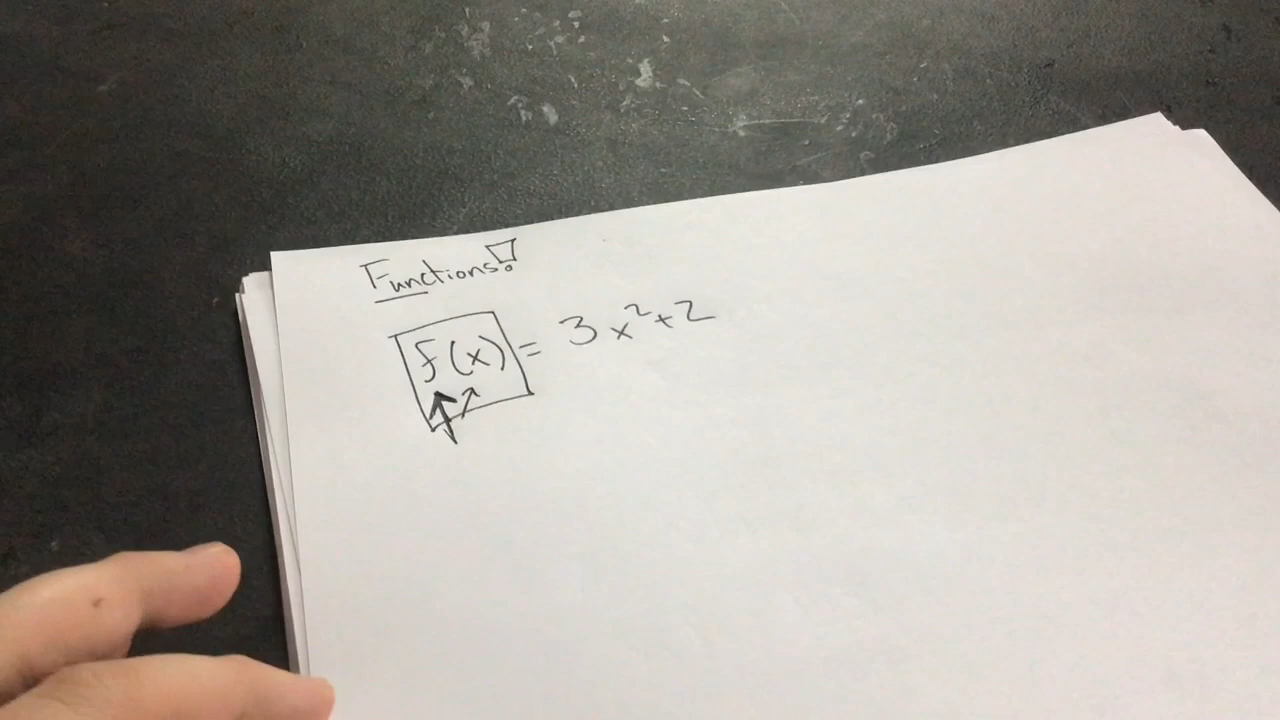 Functions!
f(x) = 3x²+2